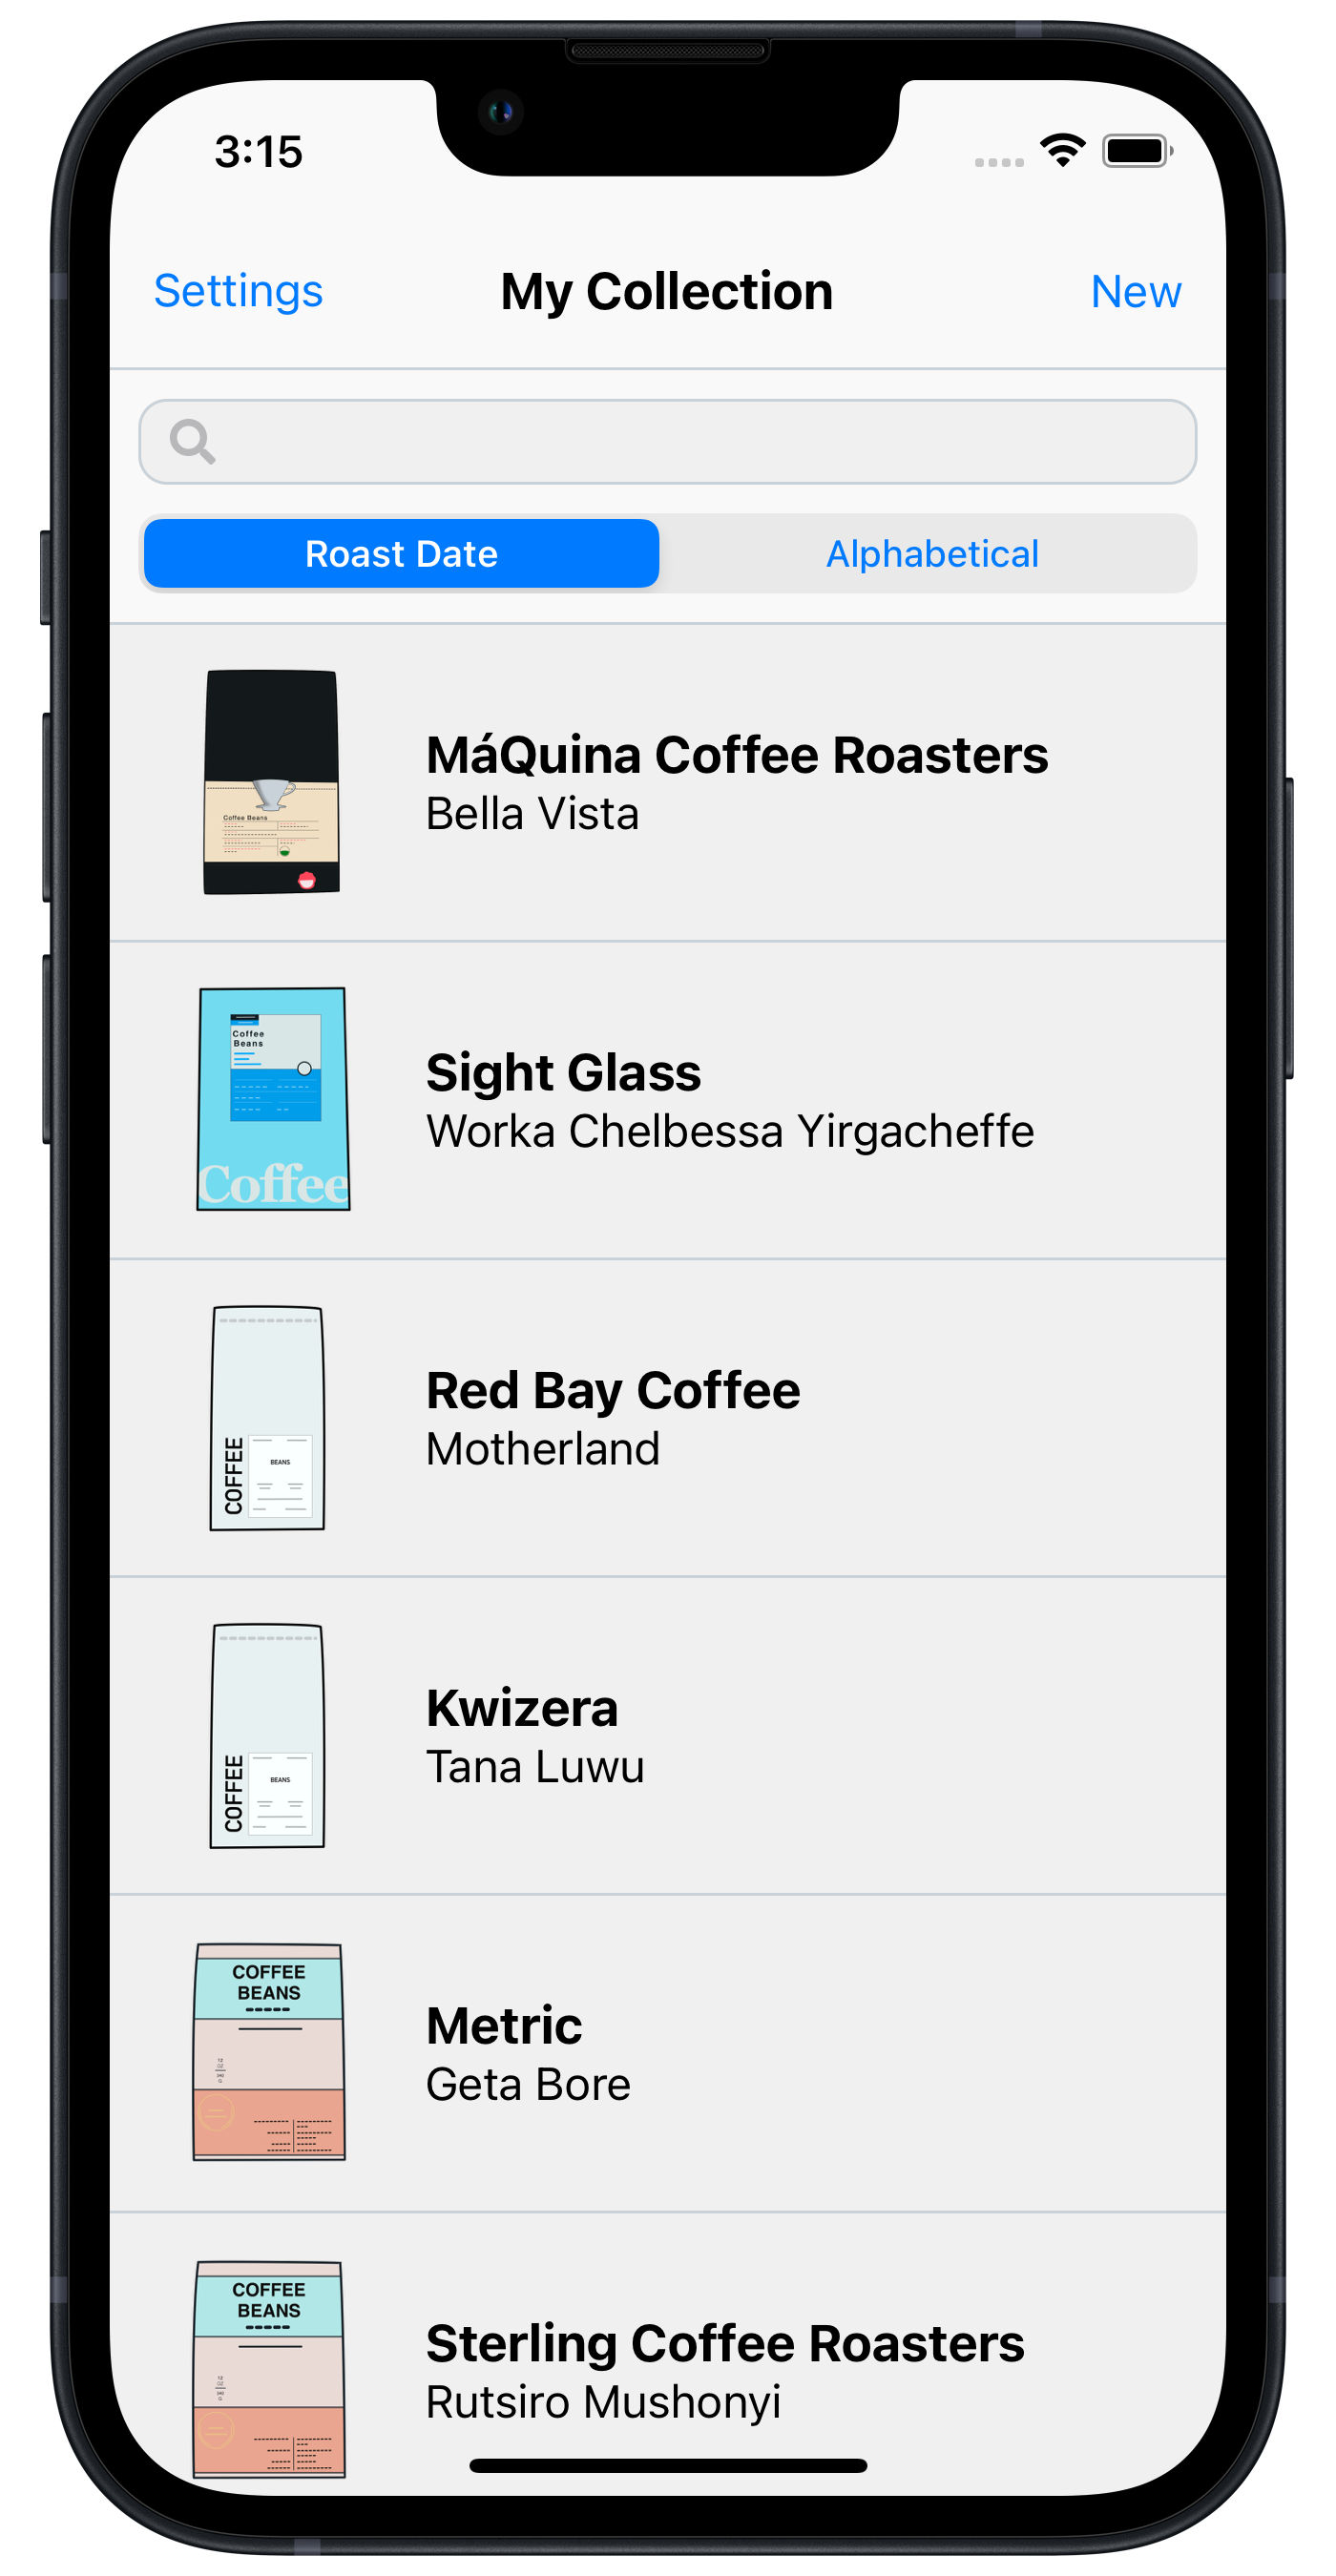 3:15
Settings
My Collection
New
Roast Date
Alphabetical
MáQuina Coffee Roasters
Bella Vista
Coffee Beans
Sight Glass
Worka Chelbessa Yirgacheffe
Coffee
Beans
Coffee
Red Bay Coffee
Motherland
COFFEE
BEANS
Kwizera
Tana Luwu
COFFEE
BEANS
Metric
Geta Bore
COFFEE
BEANS
Sterling Coffee Roasters
Rutsiro Mushonyi
COFFEE
BEANS